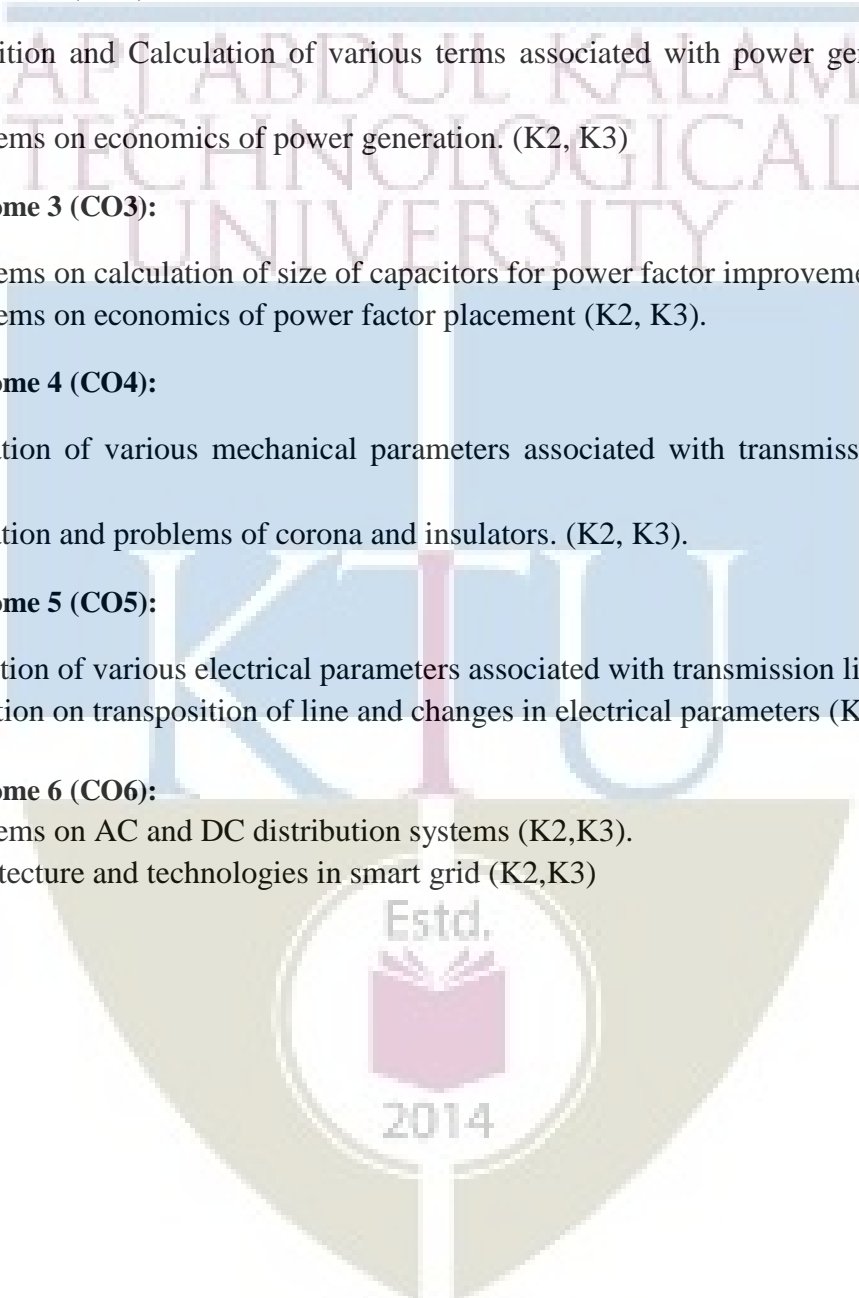 ition and Calculation of various terms associated with power gen
APJ ABDUL KALAM
ems on economics of power generation. (K2, K3)
TECHNOLOGICAL
ome 3 (CO3):
UNIVERSITY
ems on calculation of size of capacitors for power factor improveme
ems on economics of power factor placement (K2, K3).
ome 4 (CO4):
ation of various mechanical parameters associated with transmiss
ation and problems of corona and insulators. (K2, K3).
KTU
ome 5 (CO5):
tion of various electrical parameters associated with transmission li
tion on transposition of line and changes in electrical parameters (K
ome 6 (CO6):
ems on AC and DC distribution systems (K2,K3).
tecture and technologies in smart grid (K2,K3)
Estd.
2014